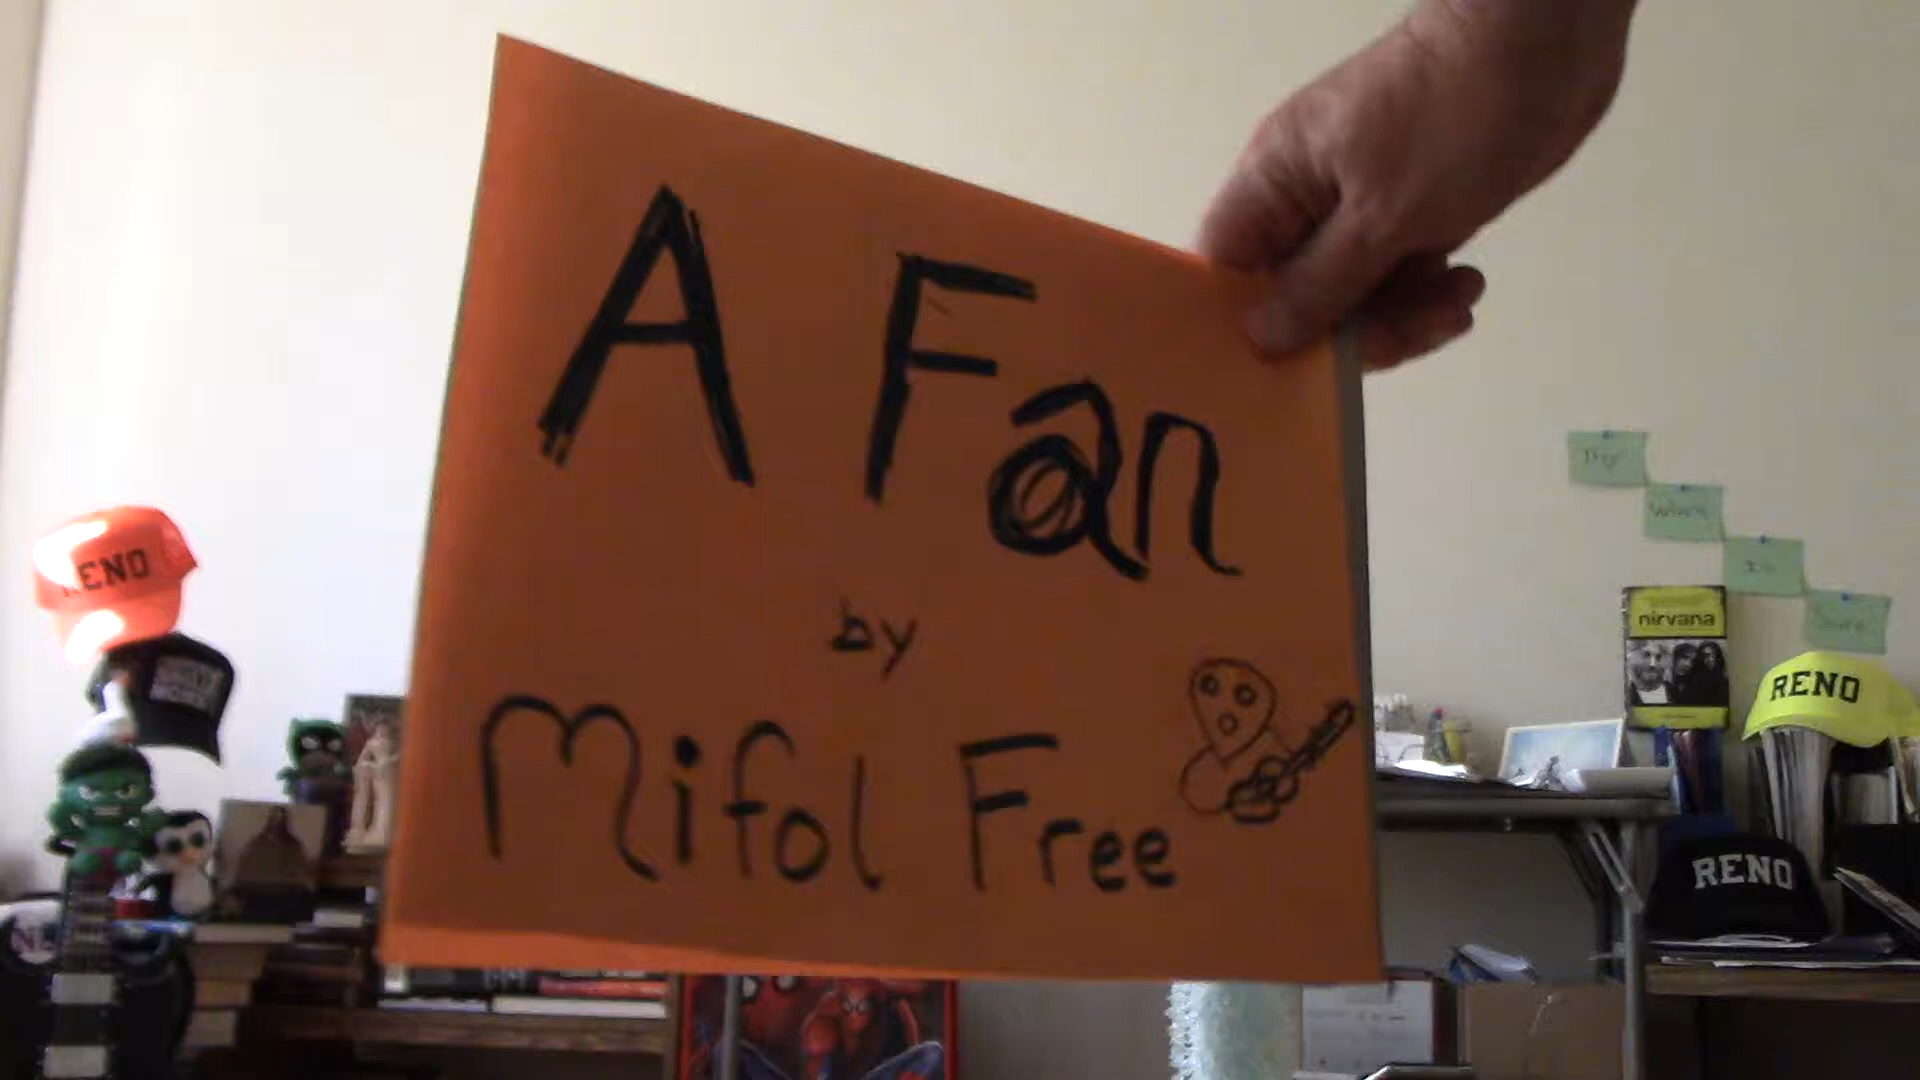 A Fan
by
Mifol Free
RENO
nirvana
RENO
RENO